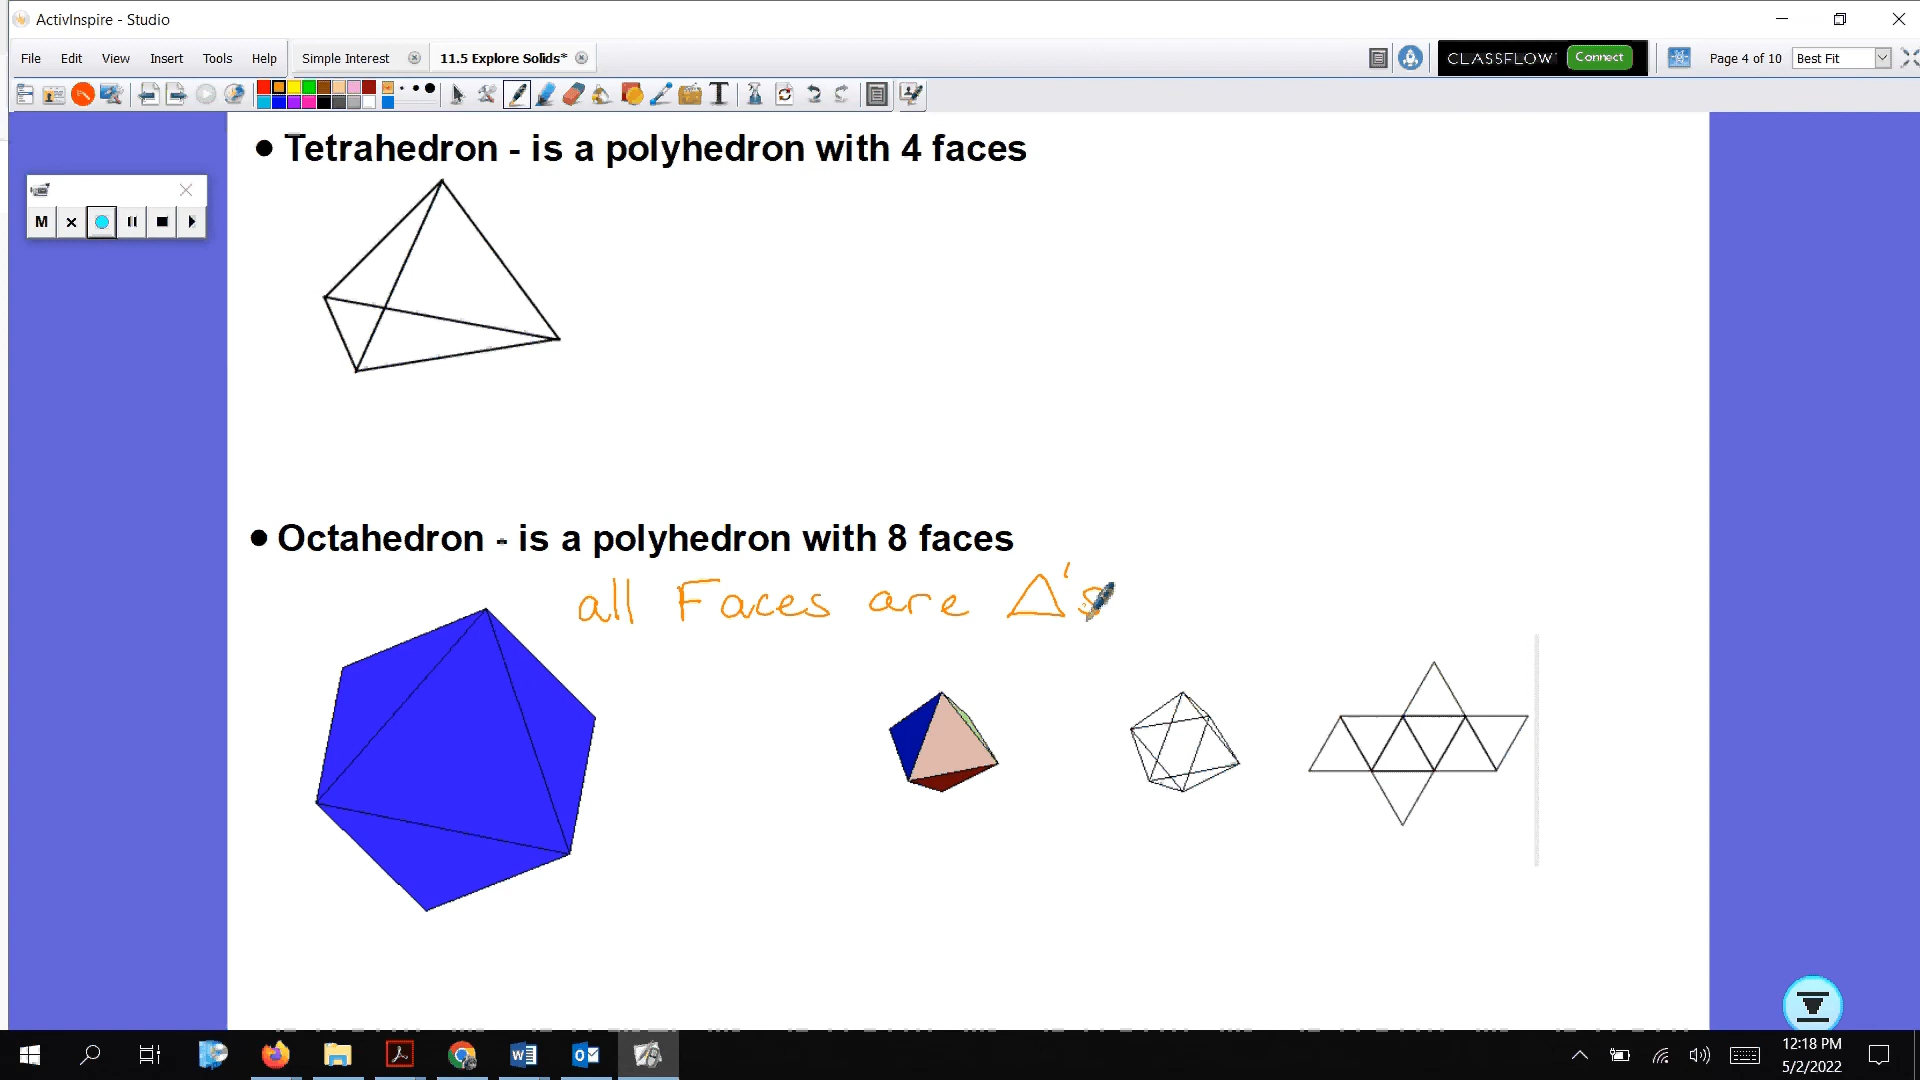 ActivInspire - Studio
File Edit View Insert Tools Help Simple Interest 11.5 Explore Solids* CLASSFLOW Connect Page 4 of 10 Best Fit
T
• Tetrahedron - is a polyhedron with 4 faces
M
• Octahedron - is a polyhedron with 8 faces
all Faces are Δ's
12:18 PM
5/2/2022